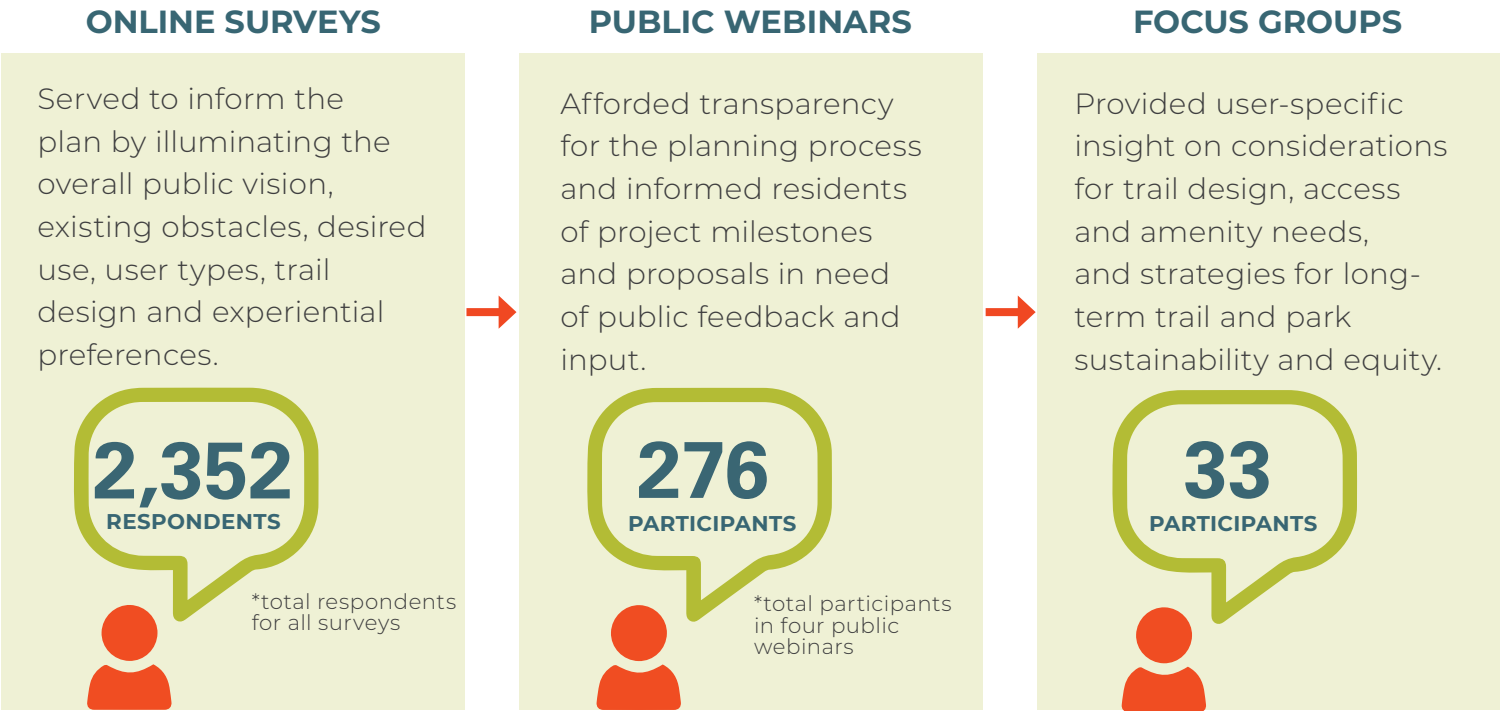 ONLINE SURVEYS
Served to inform the
plan by illuminating the
overall public vision,
existing obstacles, desired
use, user types, trail
design and experiential
preferences.
2,352
RESPONDENTS
*total respondents
for all surveys
PUBLIC WEBINARS
Afforded transparency
for the planning process
and informed residents
of project milestones
and proposals in need
of public feedback and
input.
276
PARTICIPANTS
*total participants
in four public
webinars
FOCUS GROUPS
Provided user-specific
insight on considerations
for trail design, access
and amenity needs,
and strategies for long-
term trail and park
sustainability and equity.
33
PARTICIPANTS